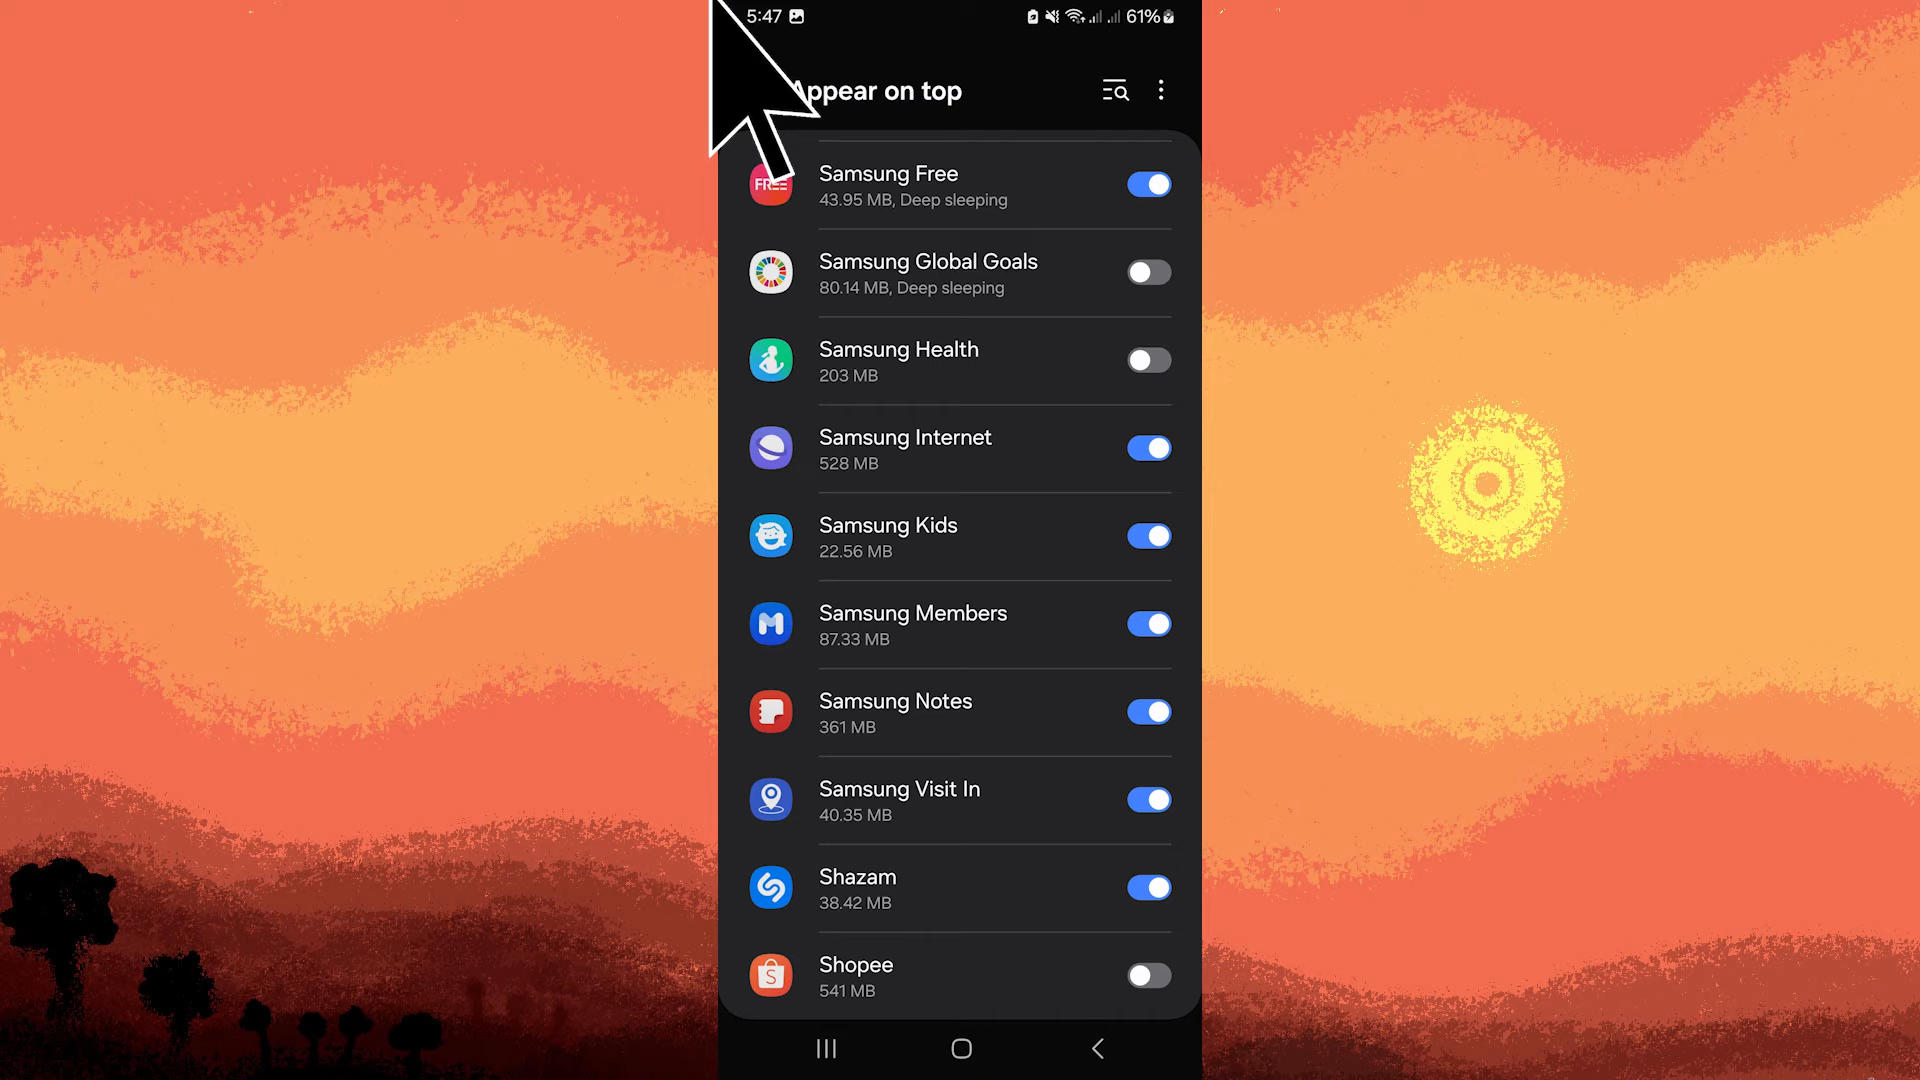 5:47
61%
Appear on top
FREE
Samsung Free
43.95 MB, Deep sleeping
Samsung Global Goals
80.14 MB, Deep sleeping
Samsung Health
203 MB
Samsung Internet
528 MB
Samsung Kids
22.56 MB
Samsung Members
87.33 MB
Samsung Notes
361 MB
Samsung Visit In
40.35 MB
Shazam
38.42 MB
Shopee
541 MB